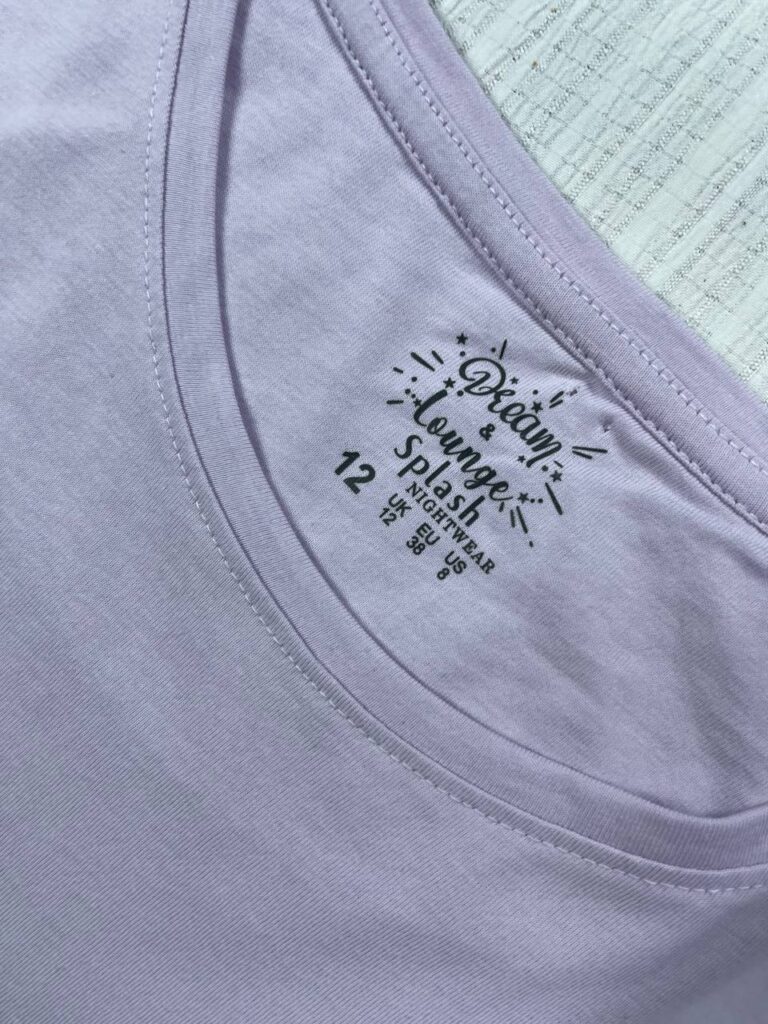 Dream
&
Lounge
Splash
NIGHTWEAR
12
UK EU US
12 38 8